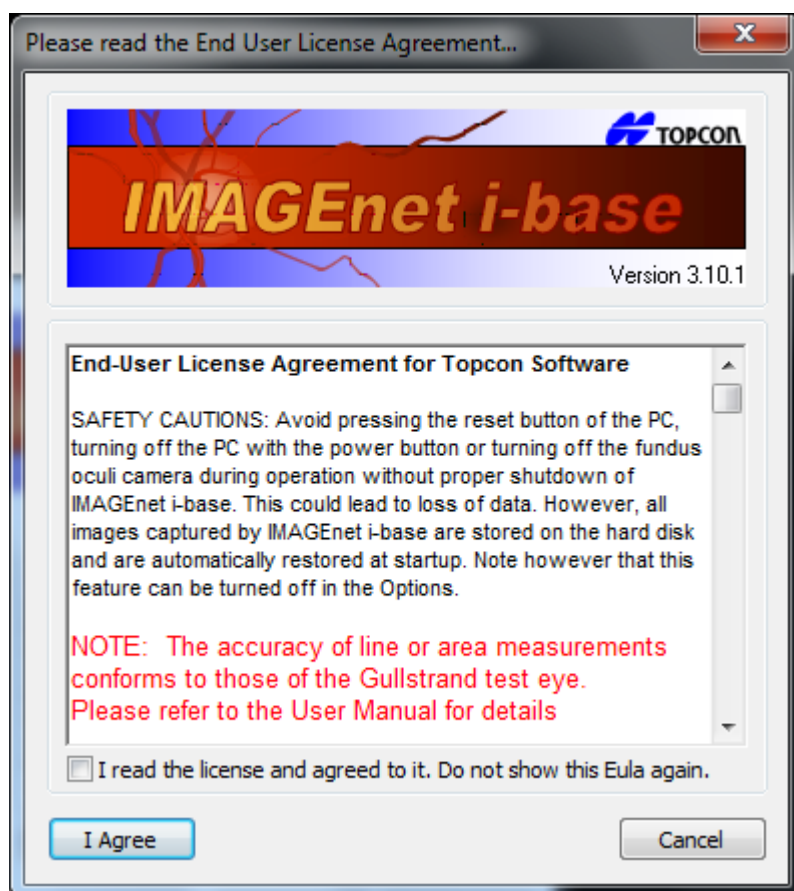 Please read the End User License Agreement...
TOPCON
IMAGEnet i-base
Version 3.10.1
End-User License Agreement for Topcon Software
SAFETY CAUTIONS: Avoid pressing the reset button of the PC,
turning off the PC with the power button or turning off the fundus
oculi camera during operation without proper shutdown of
IMAGEnet i-base. This could lead to loss of data. However, all
images captured by IMAGEnet i-base are stored on the hard disk
and are automatically restored at startup. Note however that this
feature can be turned off in the Options.
NOTE: The accuracy of line or area measurements
conforms to those of the Gullstrand test eye.
Please refer to the User Manual for details
I read the license and agreed to it. Do not show this Eula again.
I Agree
Cancel